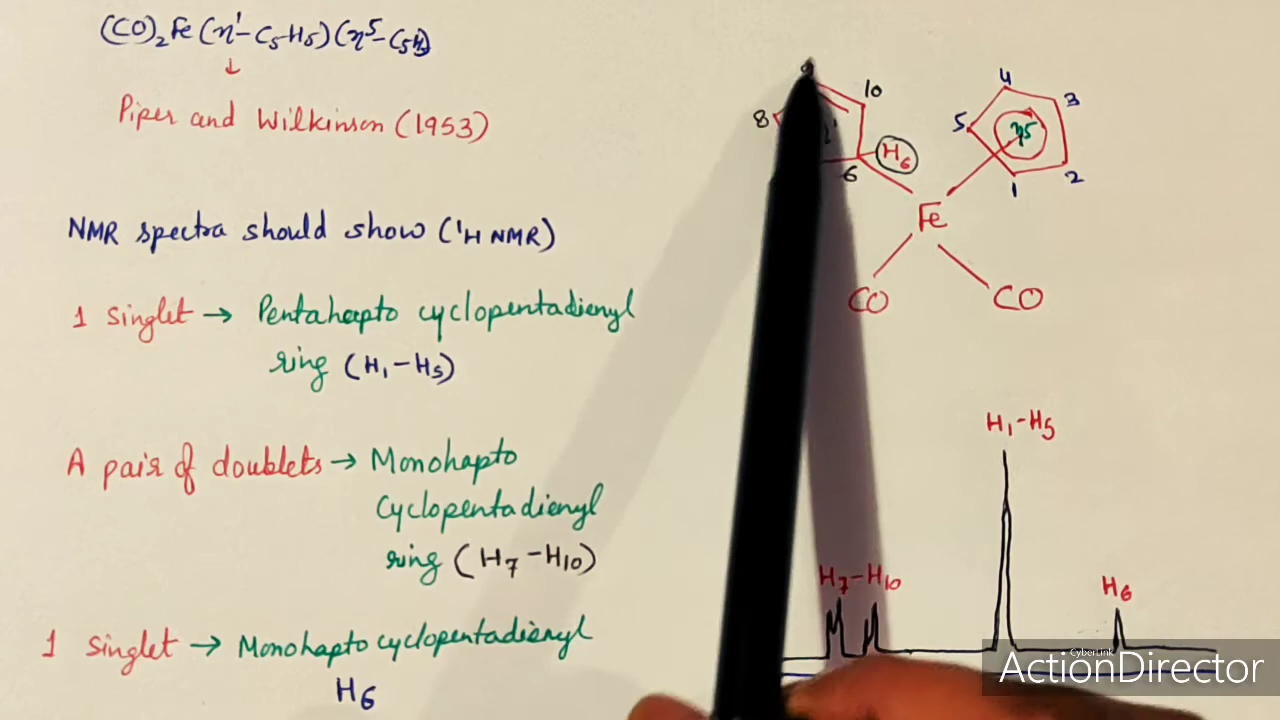 (CO)₂Fe(η¹-C₅H₅)(η⁵-C₅H₅)
Piper and Wilkinson (1953)
NMR spectra should show (¹H NMR)
1 singlet → Pentahapto cyclopentadienyl
ring (H₁-H₅)
A pair of doublets → Monohapto
Cyclopentadienyl
ring (H₇-H₁₀)
1 singlet → Monohapto cyclopentadienyl
H₆
8
10
6
H₆
η5
1
2
3
4
5
Fe
CO
CO
H₁-H₅
H₇-H₁₀
H₆
CyberLink
ActionDirector